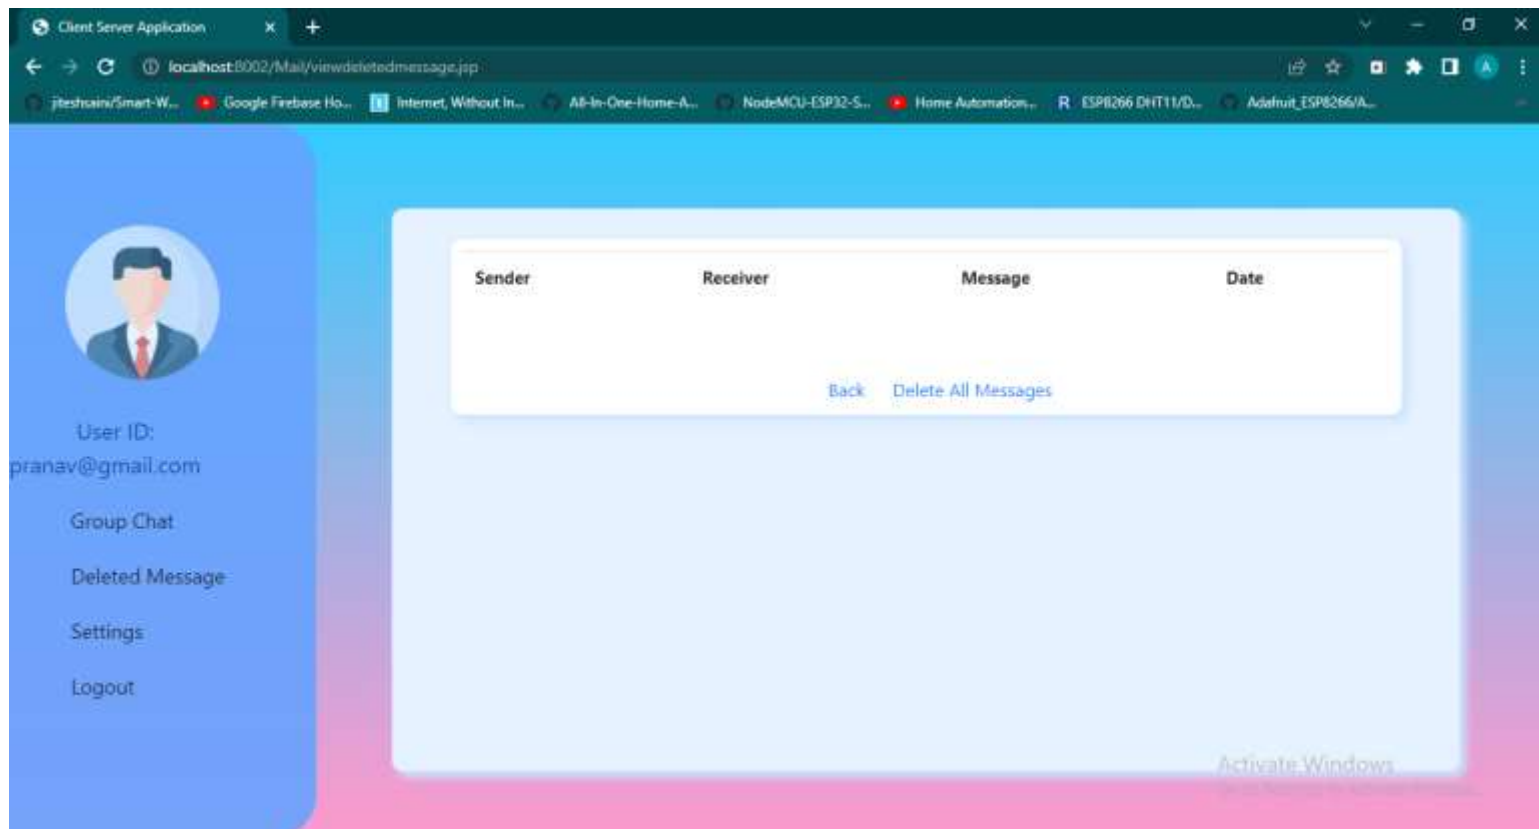 Client Server Application
localhost:8002/Mail/viewdeletedmessage.jsp
jiteshsaini/Smart-W... Google Firebase Ho... Internet, Without In... All-In-One-Home-A... NodeMCU-ESP32-S... Home Automation... R ESP8266 DHT11/D... Adafruit_ESP8266/A...
A
Sender Receiver Message Date
Back Delete All Messages
User ID:
pranav@gmail.com
Group Chat
Deleted Message
Settings
Logout
Activate Windows